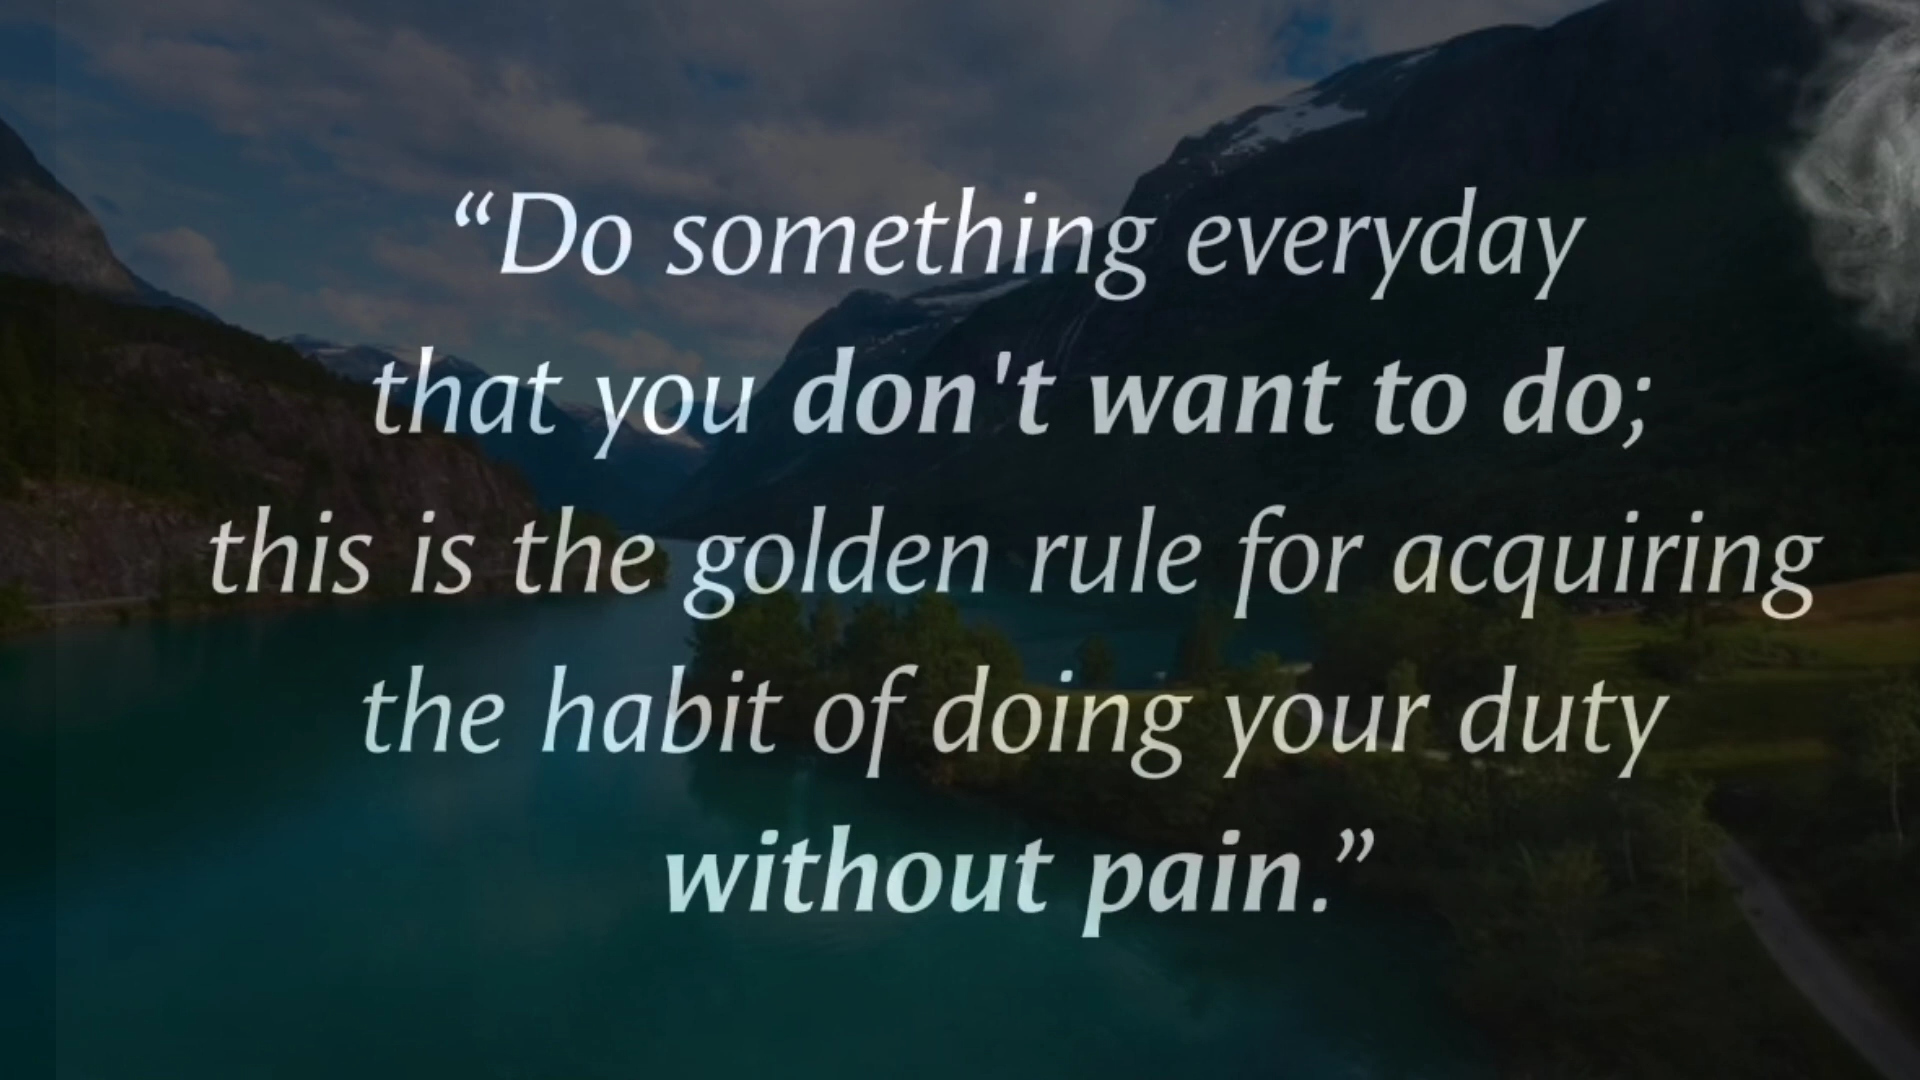 “Do something everyday
that you don't want to do;
this is the golden rule for acquiring
the habit of doing your duty
without pain.”